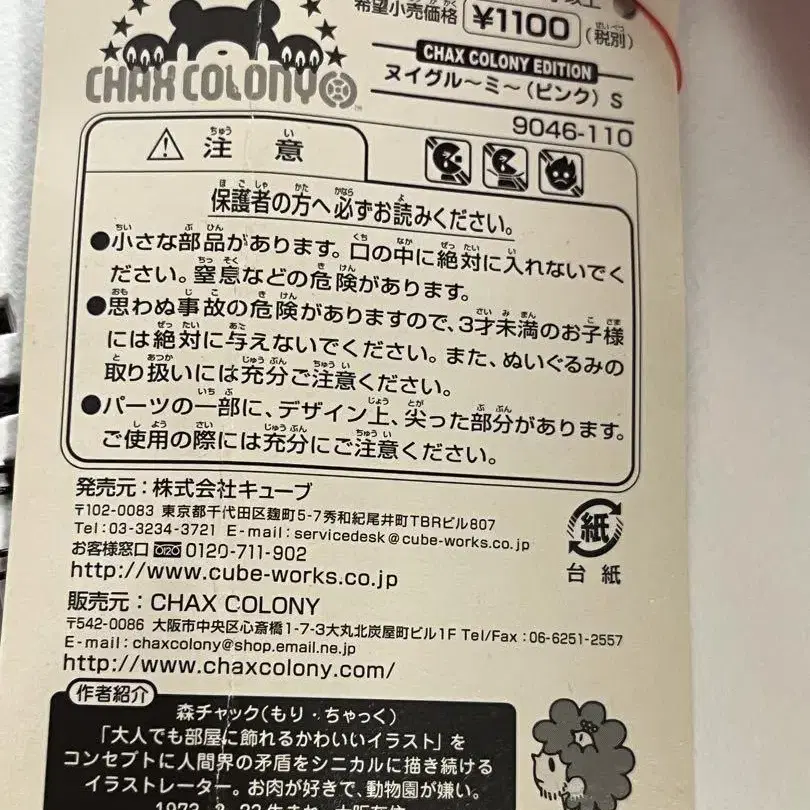 希望小売価格 ¥1100 (税別)
CHAX COLONY
CHAX COLONY EDITION
ヌイグル〜ミ〜(ピンク) S
9046-110
注意
保護者の方へ必ずお読みください。
●小さな部品があります。口の中に絶対に入れないでく
ださい。窒息などの危険があります。
●思わぬ事故の危険がありますので、3才未満のお子様
には絶対に与えないでください。また、ぬいぐるみの
取り扱いには充分ご注意ください。
●パーツの一部に、デザイン上、尖った部分があります。
ご使用の際には充分にご注意ください。
発売元:株式会社キューブ
〒102-0083 東京都千代田区麹町5-7秀和紀尾井町TBRビル807
Tel:03-3234-3721 E-mail:servicedesk@cube-works.co.jp
お客様窓口 0120-711-902
http://www.cube-works.co.jp
紙
台紙
販売元:CHAX COLONY
〒542-0086 大阪市中央区心斎橋1-7-3大丸北炭屋町ビル1F Tel/Fax:06-6251-2557
E-mail:chaxcolony@shop.email.ne.jp
http://www.chaxcolony.com/
作者紹介
森チャック(もり・ちゃっく)
「大人でも部屋に飾れるかわいいイラスト」を
コンセプトに人間界の矛盾をシニカルに描き続ける
イラストレーター。お肉が好きで、動物園が嫌い。